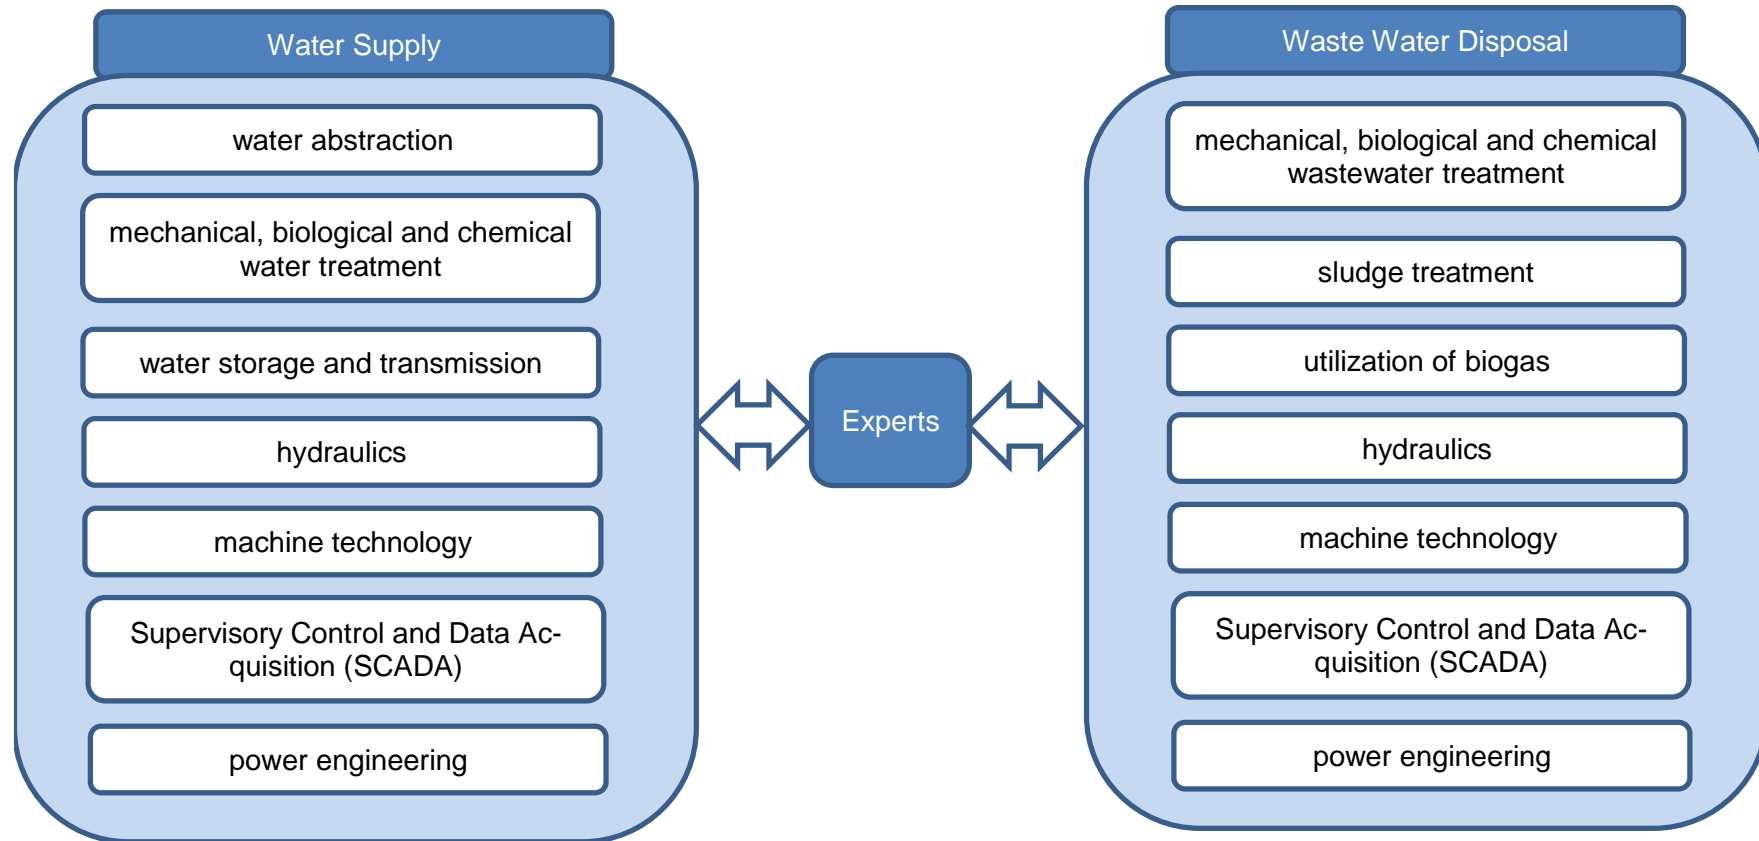 Water Supply
water abstraction
mechanical, biological and chemical
water treatment
water storage and transmission
hydraulics
machine technology
Supervisory Control and Data Ac-
quisition (SCADA)
power engineering
Experts
Waste Water Disposal
mechanical, biological and chemical
wastewater treatment
sludge treatment
utilization of biogas
hydraulics
machine technology
Supervisory Control and Data Ac-
quisition (SCADA)
power engineering